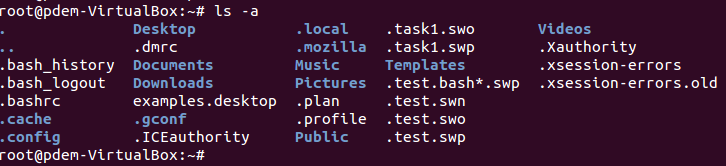 root@pdem-VirtualBox:~# ls -a
. Desktop .local .task1.swo Videos
.. .dmrc .mozilla .task1.swp .Xauthority
.bash_history Documents Music Templates .xsession-errors
.bash_logout Downloads Pictures .test.bash*.swp .xsession-errors.old
.bashrc examples.desktop .plan .test.swn
.cache .gconf .profile .test.swo
.config .ICEauthority Public .test.swp
root@pdem-VirtualBox:~#